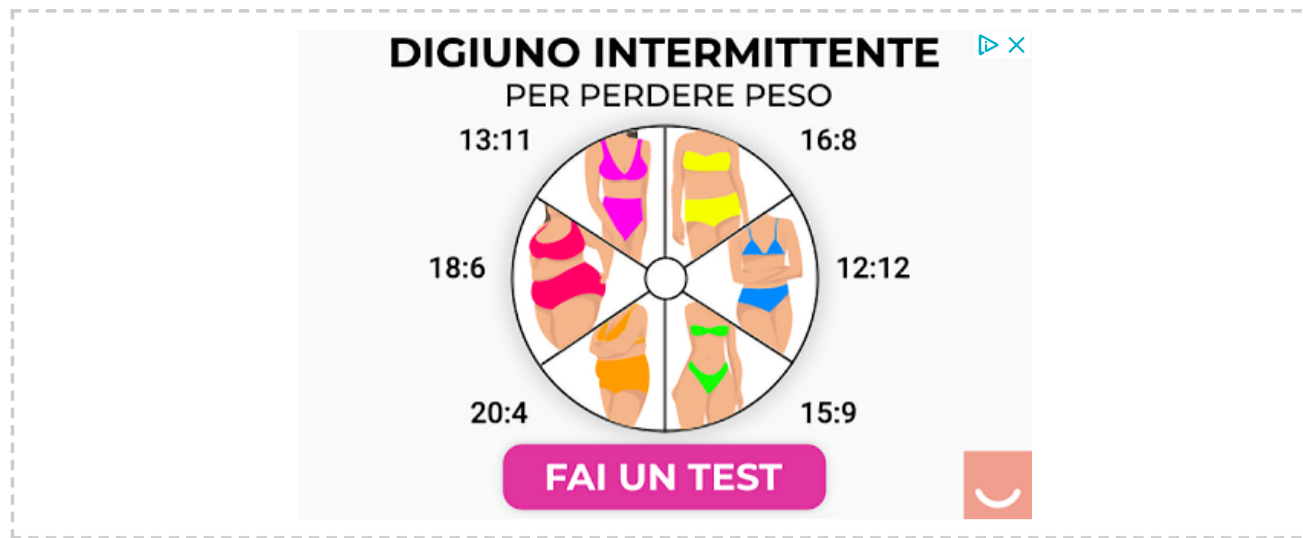 DIGIUNO INTERMITTENTE
PER PERDERE PESO
13:11
16:8
18:6
12:12
20:4
15:9
FAI UN TEST